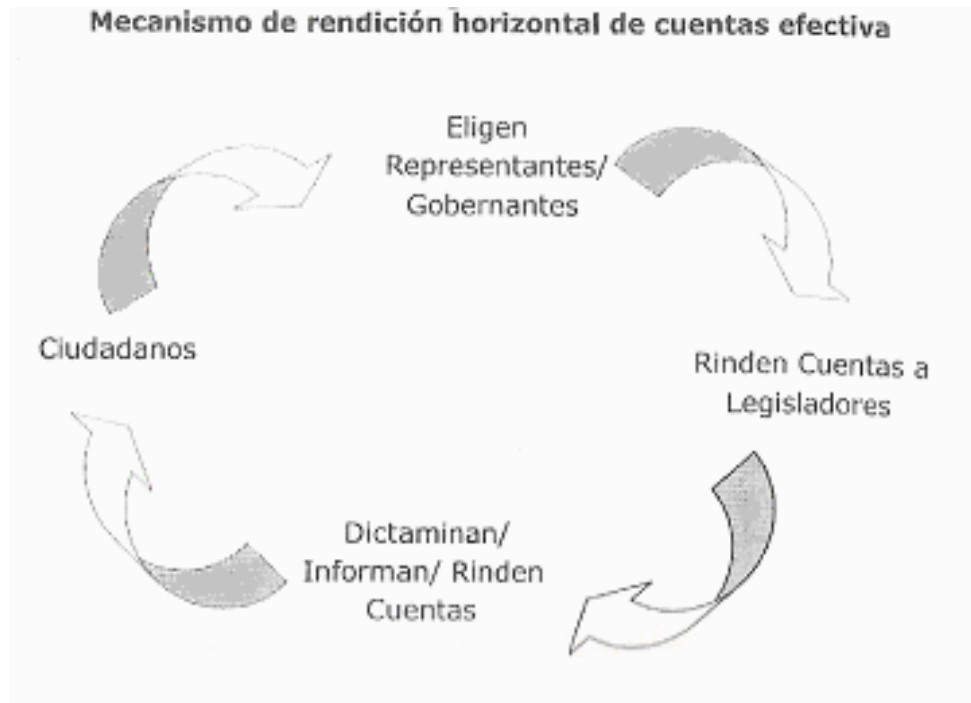 Mecanismo de rendición horizontal de cuentas efectiva
Eligen
Representantes/
Gobernantes
Ciudadanos
Rinden Cuentas a
Legisladores
Dictaminan/
Informan/ Rinden
Cuentas